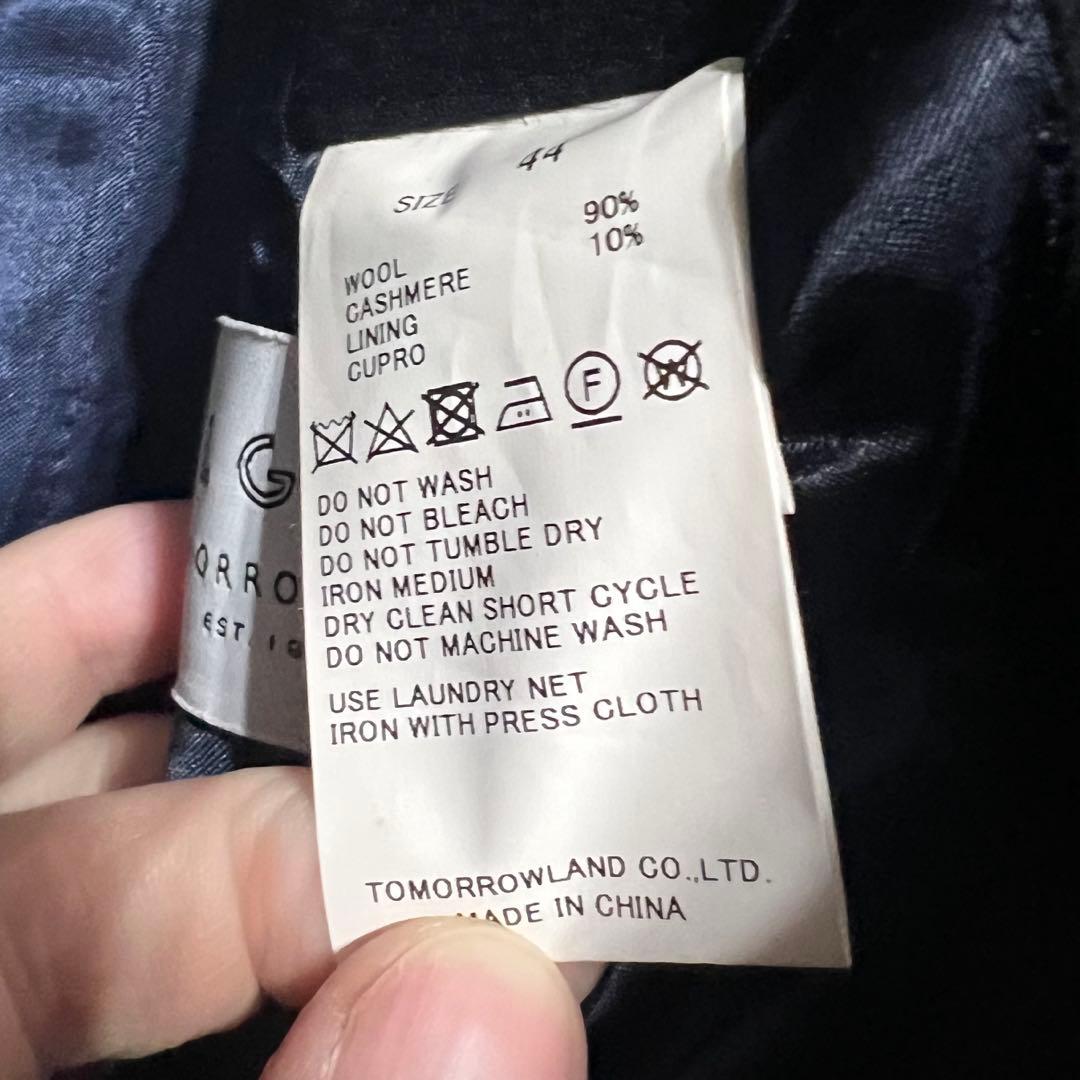 SIZE 44
90%
10%
WOOL
CASHMERE
LINING
CUPRO
F
W
DO NOT WASH
DO NOT BLEACH
DO NOT TUMBLE DRY
IRON MEDIUM
DRY CLEAN SHORT CYCLE
DO NOT MACHINE WASH
USE LAUNDRY NET
IRON WITH PRESS CLOTH
TOMORROWLAND CO.,LTD.
MADE IN CHINA
G
ORRO
EST. 19